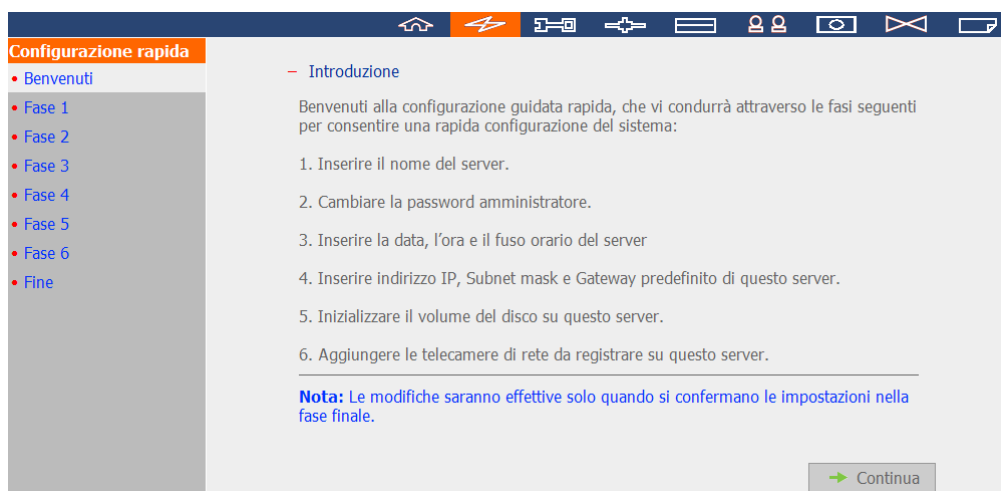 Configurazione rapida
• Benvenuti
• Fase 1
• Fase 2
• Fase 3
• Fase 4
• Fase 5
• Fase 6
• Fine
– Introduzione
Benvenuti alla configurazione guidata rapida, che vi condurrà attraverso le fasi seguenti
per consentire una rapida configurazione del sistema:
1. Inserire il nome del server.
2. Cambiare la password amministratore.
3. Inserire la data, l'ora e il fuso orario del server
4. Inserire indirizzo IP, Subnet mask e Gateway predefinito di questo server.
5. Inizializzare il volume del disco su questo server.
6. Aggiungere le telecamere di rete da registrare su questo server.
Nota: Le modifiche saranno effettive solo quando si confermano le impostazioni nella
fase finale.
Continua